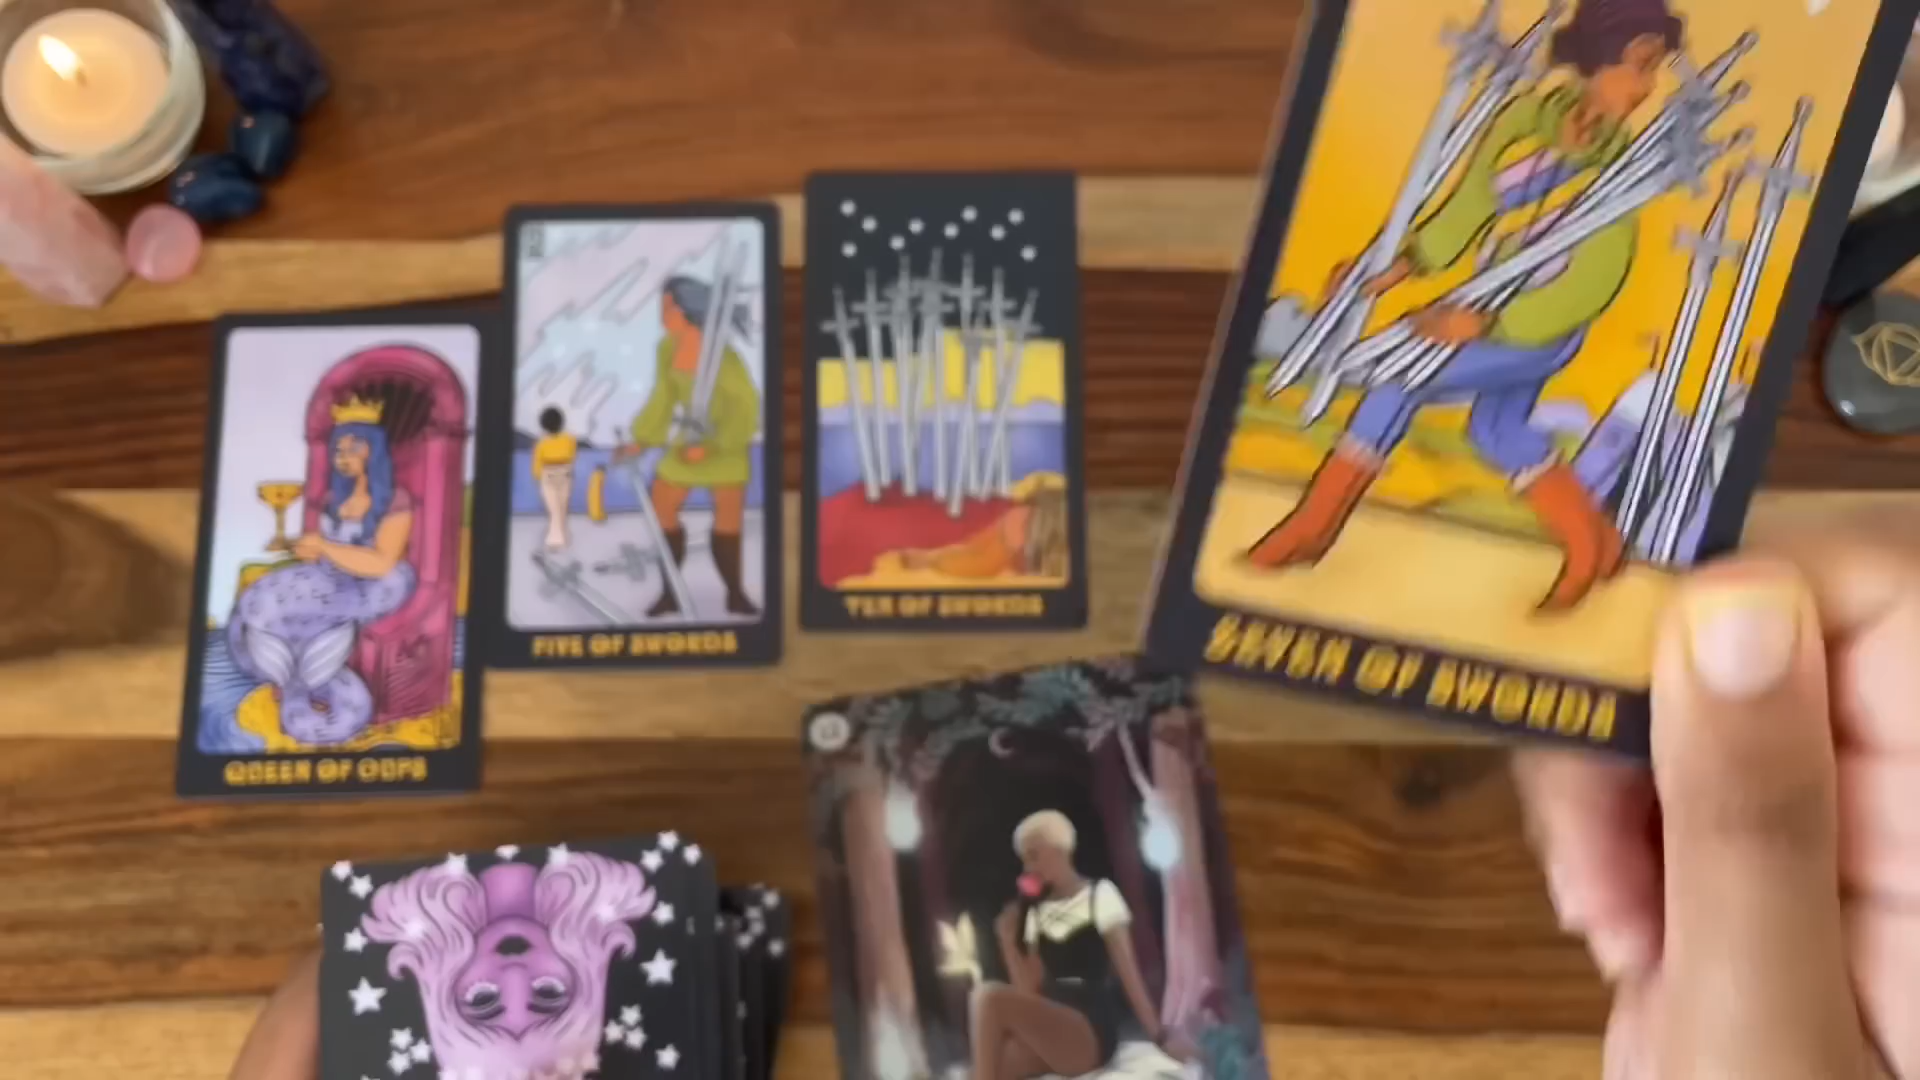 QUEEN OF CUPS
FIVE OF SWORDS
TEN OF SWORDS
SEVEN OF SWORDS